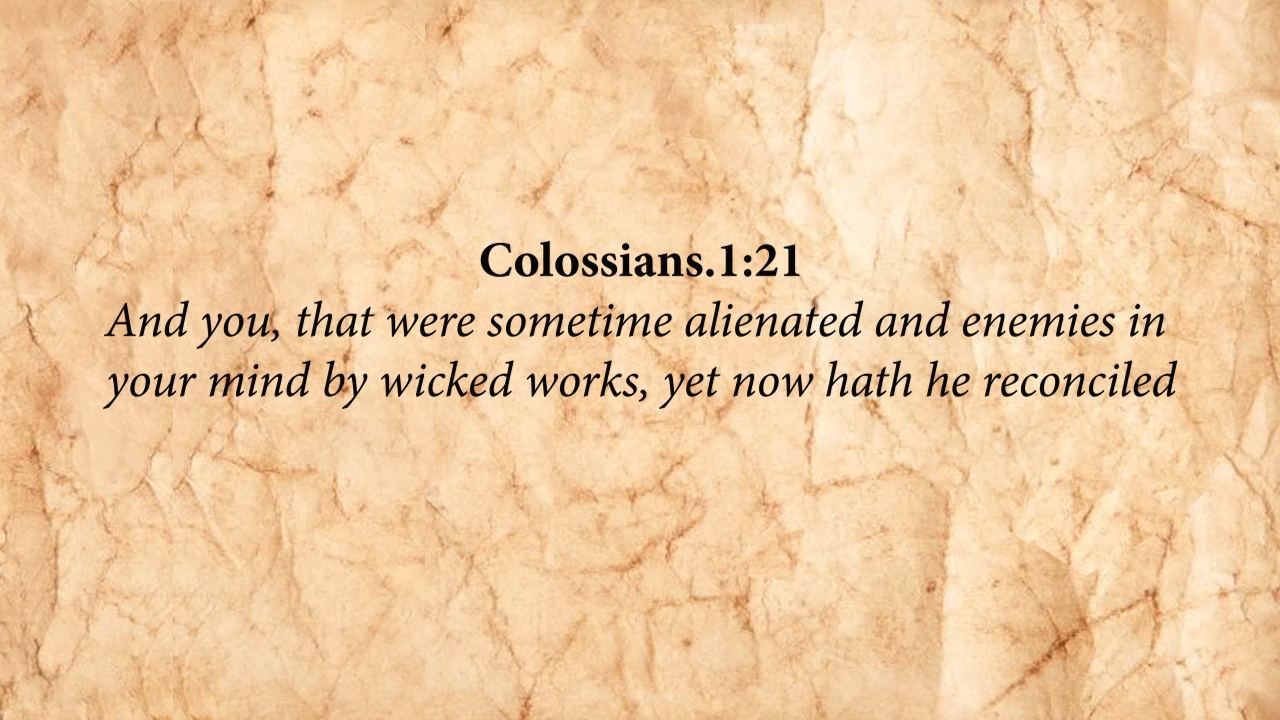 Colossians.1:21
And you, that were sometime alienated and enemies in
your mind by wicked works, yet now hath he reconciled